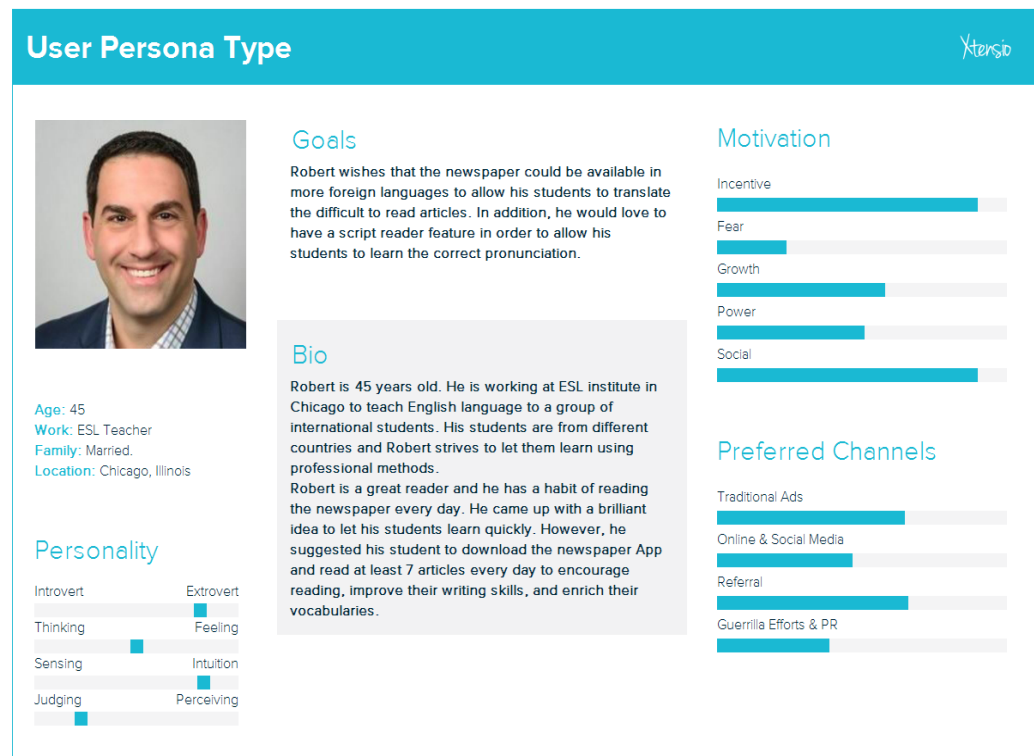 User Persona Type
Xtensio
Goals
Robert wishes that the newspaper could be available in
more foreign languages to allow his students to translate
the difficult to read articles. In addition, he would love to
have a script reader feature in order to allow his
students to learn the correct pronunciation.
Bio
Robert is 45 years old. He is working at ESL institute in
Chicago to teach English language to a group of
international students. His students are from different
countries and Robert strives to let them learn using
professional methods.
Robert is a great reader and he has a habit of reading
the newspaper every day. He came up with a brilliant
idea to let his students learn quickly. However, he
suggested his student to download the newspaper App
and read at least 7 articles every day to encourage
reading, improve their writing skills, and enrich their
vocabularies.
Age: 45
Work: ESL Teacher
Family: Married.
Location: Chicago, Illinois
Personality
Introvert Extrovert
Thinking Feeling
Sensing Intuition
Judging Perceiving
Motivation
Incentive
Fear
Growth
Power
Social
Preferred Channels
Traditional Ads
Online & Social Media
Referral
Guerrilla Efforts & PR